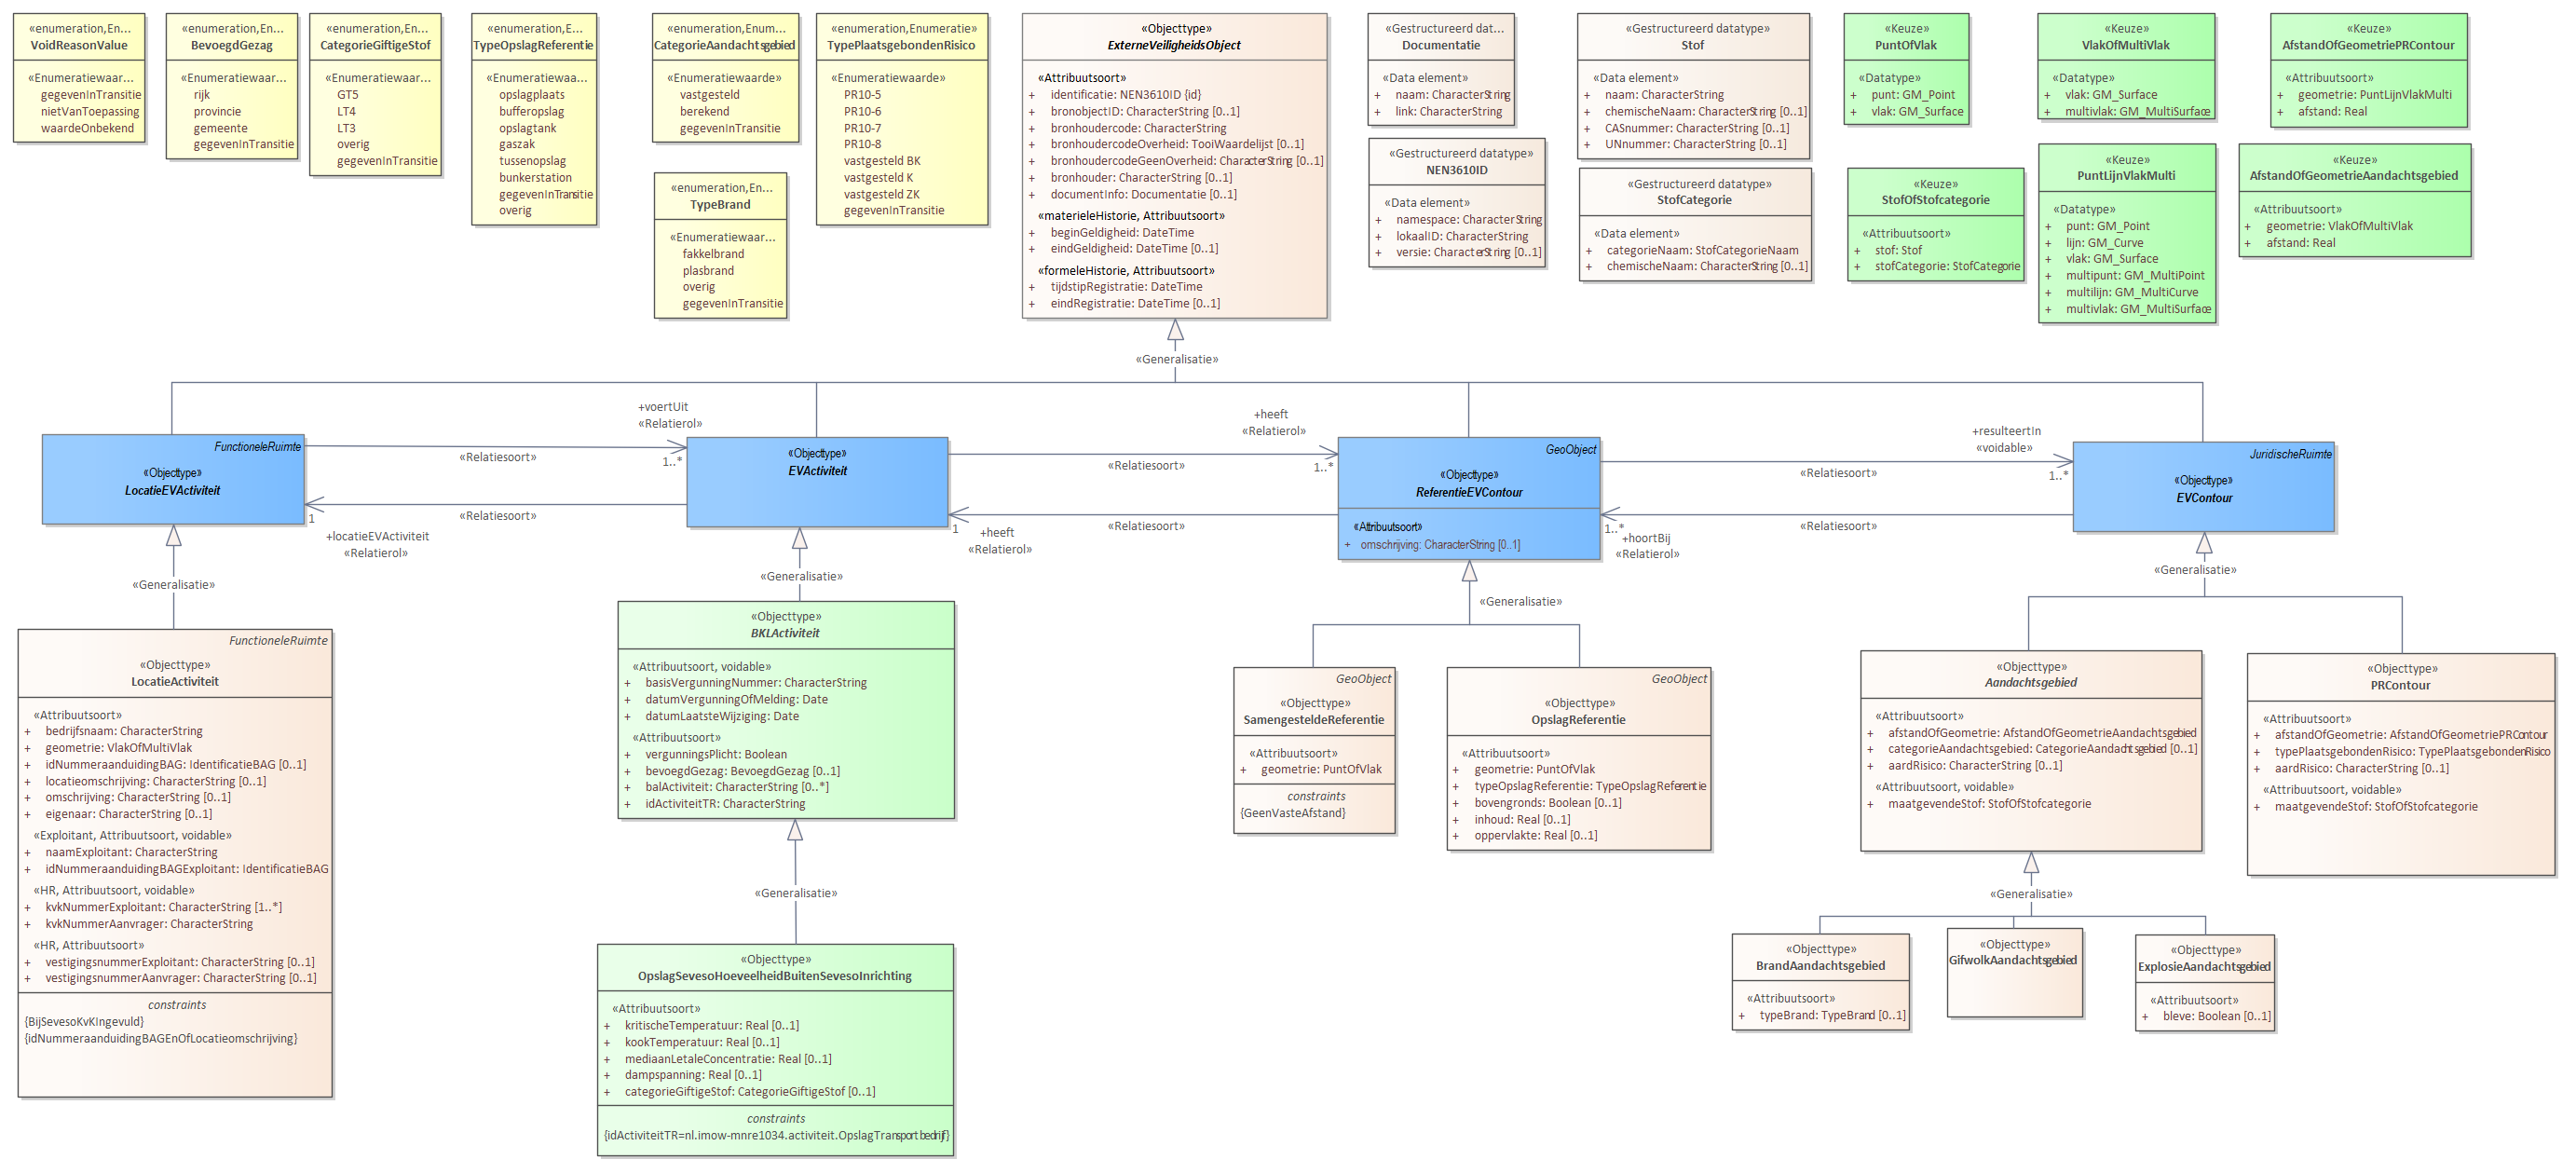 «enumeration,En...
VoidReasonValue
«Enumeratiewaar...
gegevenInTransitie
nietVanToepassing
waardeOnbekend
«enumeration,En...
BevoegdGezag
«Enumeratiewaar...
rijk
provincie
gemeente
gegevenInTransitie
«enumeration,En...
CategorieGiftigeStof
«Enumeratiewaar...
GT5
LT4
LT3
overig
gegevenInTransitie
«enumeration,E...
TypeOpslagReferentie
«Enumeratiewaa...
opslagplaats
bufferopslag
opslagtank
gaszak
tussenopslag
bunkerstation
gegevenInTransitie
overig
«enumeration,Enum...
CategorieAandachtsgebied
«Enumeratiewaarde»
vastgesteld
berekend
gegevenInTransitie
«enumeration,En...
TypeBrand
«Enumeratiewaar...
fakkelbrand
plasbrand
overig
gegevenInTransitie
«enumeration,Enumeratie»
TypePlaatsgebondenRisico
«Enumeratiewaarde»
PR10-5
PR10-6
PR10-7
PR10-8
vastgesteld BK
vastgesteld K
vastgesteld ZK
gegevenInTransitie
«Objecttype»
ExterneVeiligheidsObject
«Attribuutsoort»
+ identificatie: NEN3610ID {id}
+ bronobjectID: CharacterString [0..1]
+ bronhoudercode: CharacterString
+ bronhoudercodeOverheid: TooiWaardelijst [0..1]
+ bronhoudercodeGeenOverheid: CharacterString [0..1]
+ bronhouder: CharacterString [0..1]
+ documentInfo: Documentatie [0..1]
«materieleHistorie, Attribuutsoort»
+ beginGeldigheid: DateTime
+ eindGeldigheid: DateTime [0..1]
«formeleHistorie, Attribuutsoort»
+ tijdstipRegistratie: DateTime
+ eindRegistratie: DateTime [0..1]
«Gestructureerd dat...
Documentatie
«Data element»
+ naam: CharacterString
+ link: CharacterString
«Gestructureerd datatype»
NEN3610ID
«Data element»
+ namespace: CharacterString
+ lokaalID: CharacterString
+ versie: CharacterString [0..1]
«Gestructureerd datatype»
Stof
«Data element»
+ naam: CharacterString
+ chemischeNaam: CharacterString [0..1]
+ CASnummer: CharacterString [0..1]
+ UNnummer: CharacterString [0..1]
«Gestructureerd datatype»
StofCategorie
«Data element»
+ categorieNaam: StofCategorieNaam
+ chemischeNaam: CharacterString [0..1]
«Keuze»
PuntOfVlak
«Datatype»
+ punt: GM_Point
+ vlak: GM_Surface
«Keuze»
StofOfStofcategorie
«Attribuutsoort»
+ stof: Stof
+ stofCategorie: StofCategorie
«Keuze»
VlakOfMultiVlak
«Datatype»
+ vlak: GM_Surface
+ multivlak: GM_MultiSurface
«Keuze»
PuntLijnVlakMulti
«Datatype»
+ punt: GM_Point
+ lijn: GM_Curve
+ vlak: GM_Surface
+ multipunt: GM_MultiPoint
+ multilijn: GM_MultiCurve
+ multivlak: GM_MultiSurface
«Keuze»
AfstandOfGeometriePRContour
«Attribuutsoort»
+ geometrie: PuntLijnVlakMulti
+ afstand: Real
«Keuze»
AfstandOfGeometrieAandachtsgebied
«Attribuutsoort»
+ geometrie: VlakOfMultiVlak
+ afstand: Real
«Generalisatie»
FunctioneleRuimte
«Objecttype»
LocatieEVActiviteit
+voertUit
«Relatierol»
1..*
«Relatiesoort»
«Relatiesoort»
1
+locatieEVActiviteit
«Relatierol»
«Objecttype»
EVActiviteit
+heeft
«Relatierol»
1..*
«Relatiesoort»
«Relatiesoort»
1
+heeft
«Relatierol»
GeoObject
«Objecttype»
ReferentieEVContour
«Attribuutsoort»
+ omschrijving: CharacterString [0..1]
+resulteertIn
«voidable»
1..*
«Relatiesoort»
«Relatiesoort»
1..*
+hoortBij
«Relatierol»
JuridischeRuimte
«Objecttype»
EVContour
«Generalisatie»
«Generalisatie»
«Generalisatie»
«Generalisatie»
FunctioneleRuimte
«Objecttype»
LocatieActiviteit
«Attribuutsoort»
+ bedrijfsnaam: CharacterString
+ geometrie: VlakOfMultiVlak
+ idNummeraanduidingBAG: IdentificatieBAG [0..1]
+ locatieomschrijving: CharacterString [0..1]
+ omschrijving: CharacterString [0..1]
+ eigenaar: CharacterString [0..1]
«Exploitant, Attribuutsoort, voidable»
+ naamExploitant: CharacterString
+ idNummeraanduidingBAGExploitant: IdentificatieBAG
«HR, Attribuutsoort, voidable»
+ kvkNummerExploitant: CharacterString [1..*]
+ kvkNummerAanvrager: CharacterString
«HR, Attribuutsoort»
+ vestigingsnummerExploitant: CharacterString [0..1]
+ vestigingsnummerAanvrager: CharacterString [0..1]
constraints
{BijSevesoKvKIngevuld}
{idNummeraanduidingBAGEnOfLocatieomschrijving}
«Objecttype»
BKLActiviteit
«Attribuutsoort, voidable»
+ basisVergunningNummer: CharacterString
+ datumVergunningOfMelding: Date
+ datumLaatsteWijziging: Date
«Attribuutsoort»
+ vergunningsPlicht: Boolean
+ bevoegdGezag: BevoegdGezag [0..1]
+ balActiviteit: CharacterString [0..*]
+ idActiviteitTR: CharacterString
«Generalisatie»
«Objecttype»
OpslagSevesoHoeveelheidBuitenSevesoInrichting
«Attribuutsoort»
+ kritischeTemperatuur: Real [0..1]
+ kookTemperatuur: Real [0..1]
+ mediaanLetaleConcentratie: Real [0..1]
+ dampspanning: Real [0..1]
+ categorieGiftigeStof: CategorieGiftigeStof [0..1]
constraints
{idActiviteitTR=nl.imow-mnre1034.activiteit.OpslagTransportbedrijf}
GeoObject
«Objecttype»
SamengesteldeReferentie
«Attribuutsoort»
+ geometrie: PuntOfVlak
constraints
{GeenVasteAfstand}
GeoObject
«Objecttype»
OpslagReferentie
«Attribuutsoort»
+ geometrie: PuntOfVlak
+ typeOpslagReferentie: TypeOpslagReferentie
+ bovengronds: Boolean [0..1]
+ inhoud: Real [0..1]
+ oppervlakte: Real [0..1]
«Objecttype»
Aandachtsgebied
«Attribuutsoort»
+ afstandOfGeometrie: AfstandOfGeometrieAandachtsgebied
+ categorieAandachtsgebied: CategorieAandachtsgebied [0..1]
+ aardRisico: CharacterString [0..1]
«Attribuutsoort, voidable»
+ maatgevendeStof: StofOfStofcategorie
«Objecttype»
PRContour
«Attribuutsoort»
+ afstandOfGeometrie: AfstandOfGeometriePRContour
+ typePlaatsgebondenRisico: TypePlaatsgebondenRisico
+ aardRisico: CharacterString [0..1]
«Attribuutsoort, voidable»
+ maatgevendeStof: StofOfStofcategorie
«Generalisatie»
«Objecttype»
BrandAandachtsgebied
«Attribuutsoort»
+ typeBrand: TypeBrand [0..1]
«Objecttype»
GifwolkAandachtsgebied
«Objecttype»
ExplosieAandachtsgebied
«Attribuutsoort»
+ bleve: Boolean [0..1]